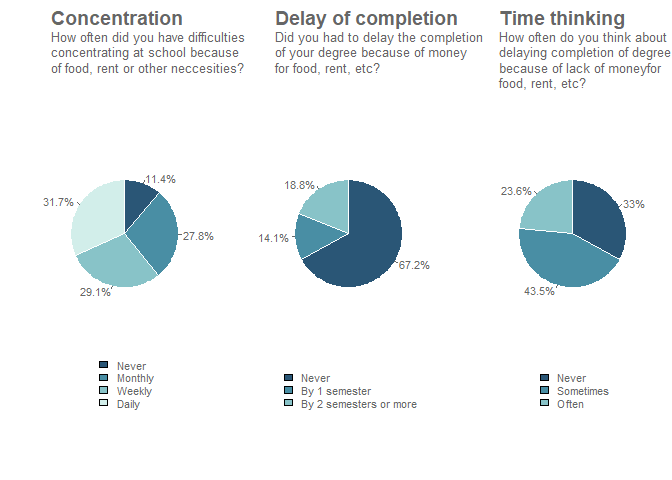 Concentration
How often did you have difficulties
concentrating at school because
of food, rent or other neccesities?
11.4%
27.8%
29.1%
31.7%
Never
Monthly
Weekly
Daily
Delay of completion
Did you had to delay the completion
of your degree because of money
for food, rent, etc?
18.8%
14.1%
67.2%
Never
By 1 semester
By 2 semesters or more
Time thinking
How often do you think about
delaying completion of degree
because of lack of moneyfor
food, rent, etc?
23.6%
33%
43.5%
Never
Sometimes
Often